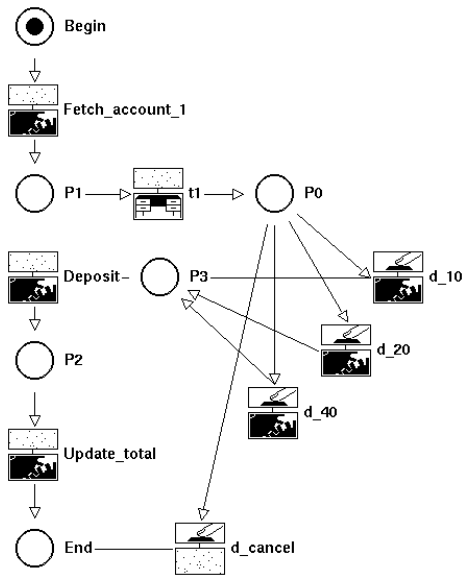 Begin
Fetch_account_1
P1
t1
P0
Deposit
P3
d_10
d_20
P2
d_40
Update_total
End
d_cancel